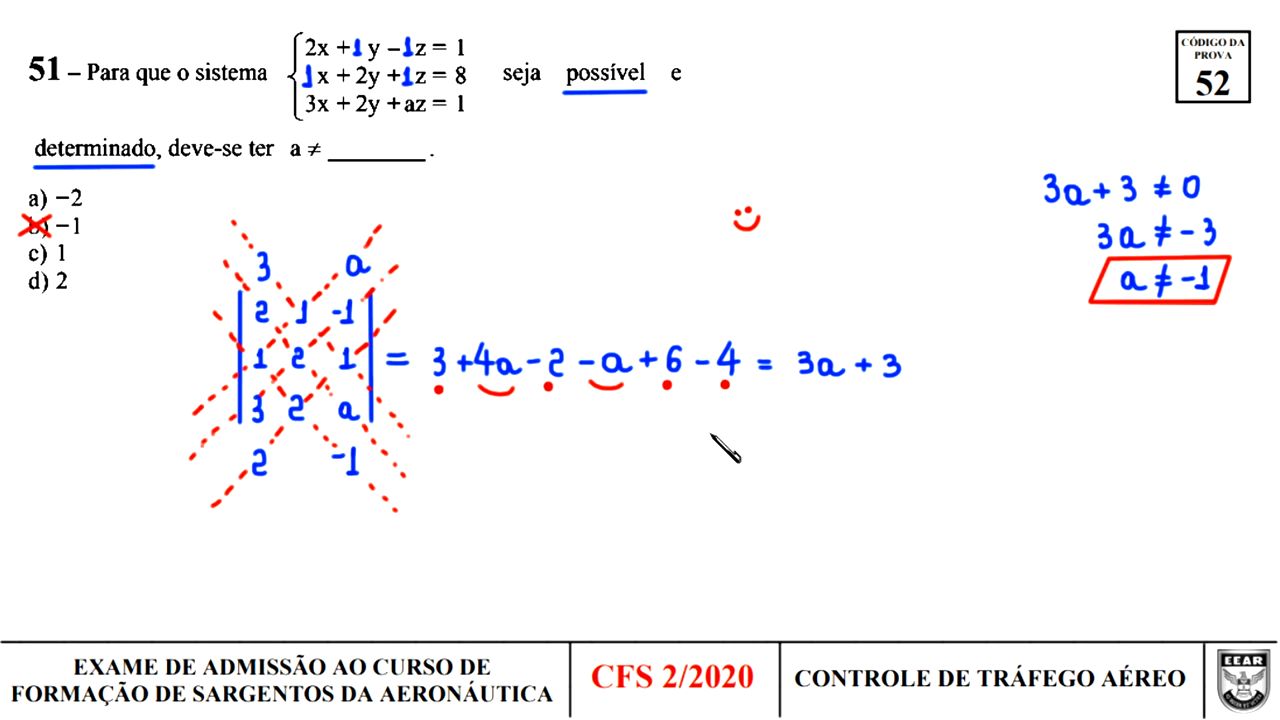 51 – Para que o sistema
2x + 1y – 1z = 1
1x + 2y + 1z = 8
3x + 2y + az = 1
seja possível e
determinado, deve-se ter a ≠ ________ .
a) –2
b) –1
c) 1
d) 2
CÓDIGO DA
PROVA
52
3a + 3 ≠ 0
3a ≠ -3
a ≠ -1
3 a
2 1 -1
1 2 1 = 3 + 4a - 2 - a + 6 - 4 = 3a + 3
3 2 a
2 -1
EXAME DE ADMISSÃO AO CURSO DE
FORMAÇÃO DE SARGENTOS DA AERONÁUTICA
CFS 2/2020
CONTROLE DE TRÁFEGO AÉREO
EEAR